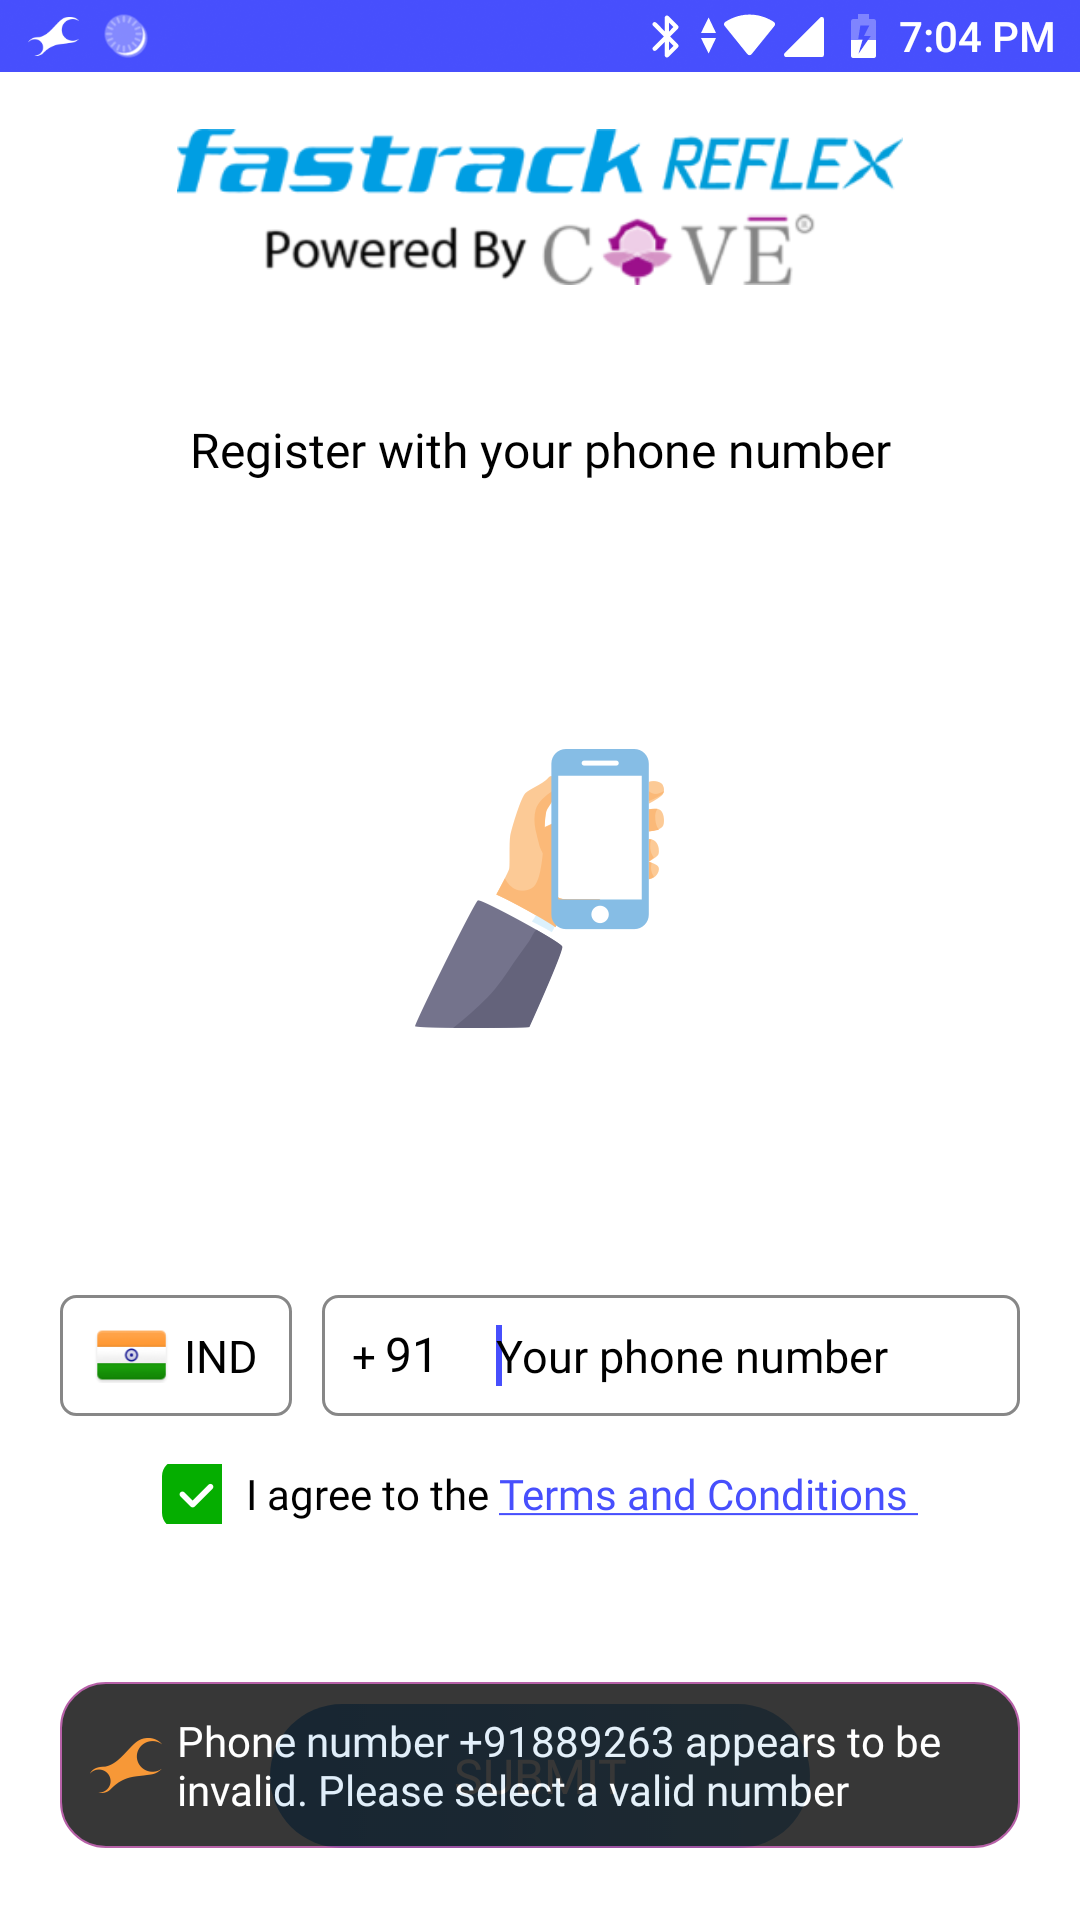 7:04 PM
fastrack REFLEX
Powered By COVE®
Register with your phone number
IND
+ 91 Your phone number
I agree to the Terms and Conditions
SUBMIT
Phone number +91889263 appears to be
invalid. Please select a valid number